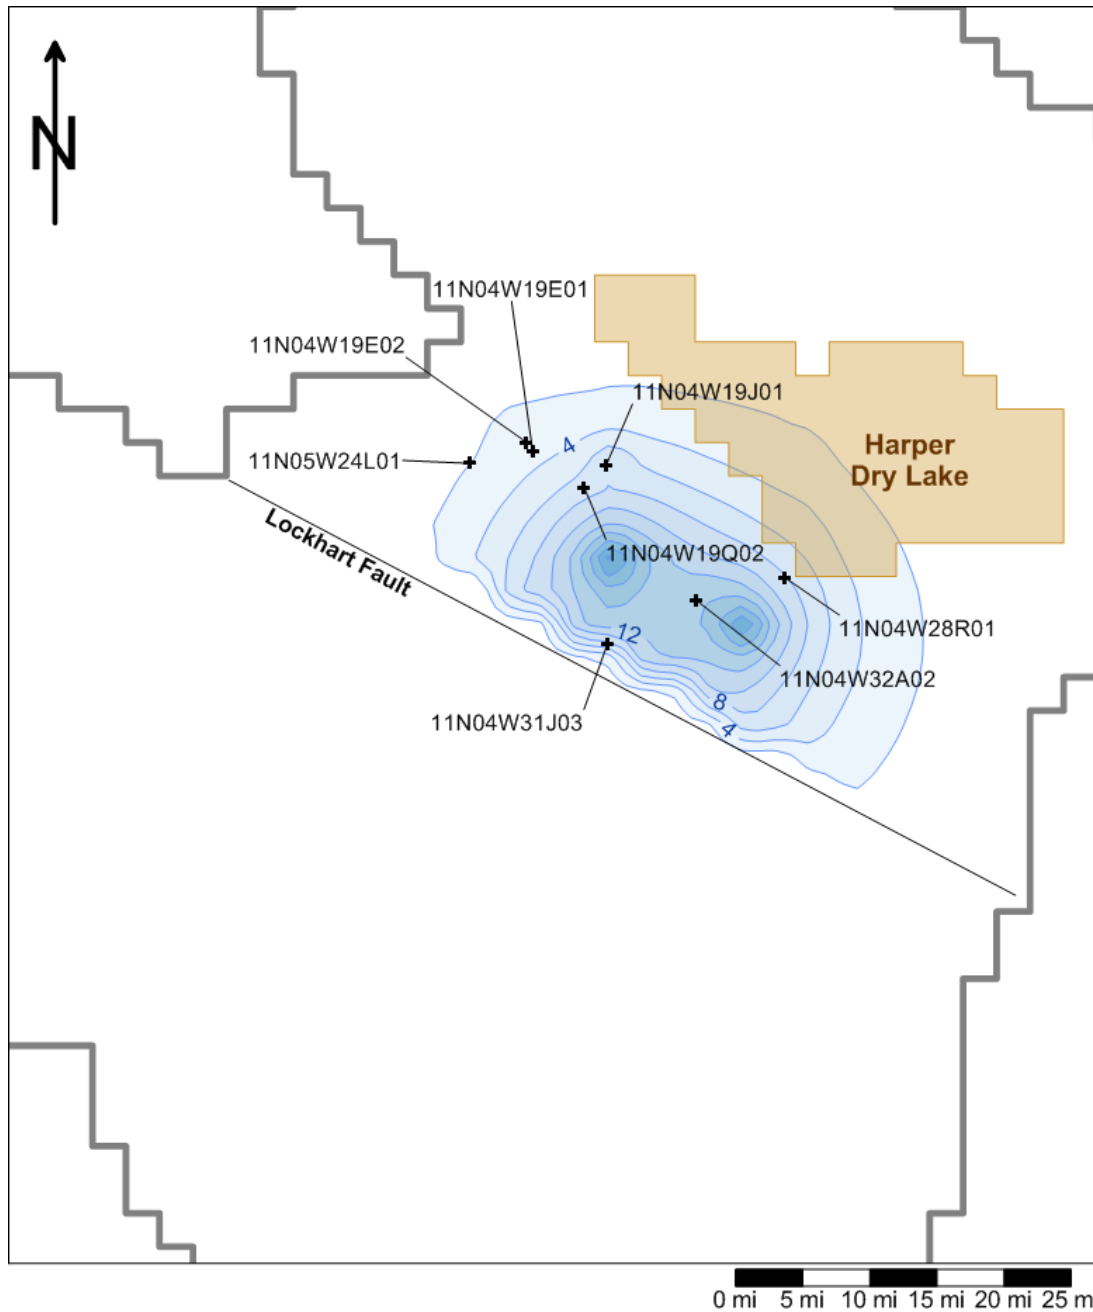 N
11N04W19E01
11N04W19E02
11N04W19J01
4
11N05W24L01
Harper
Dry Lake
Lockhart Fault
11N04W19Q02
12
11N04W28R01
11N04W32A02
8
11N04W31J03
4
0 mi 5 mi 10 mi 15 mi 20 mi 25 m